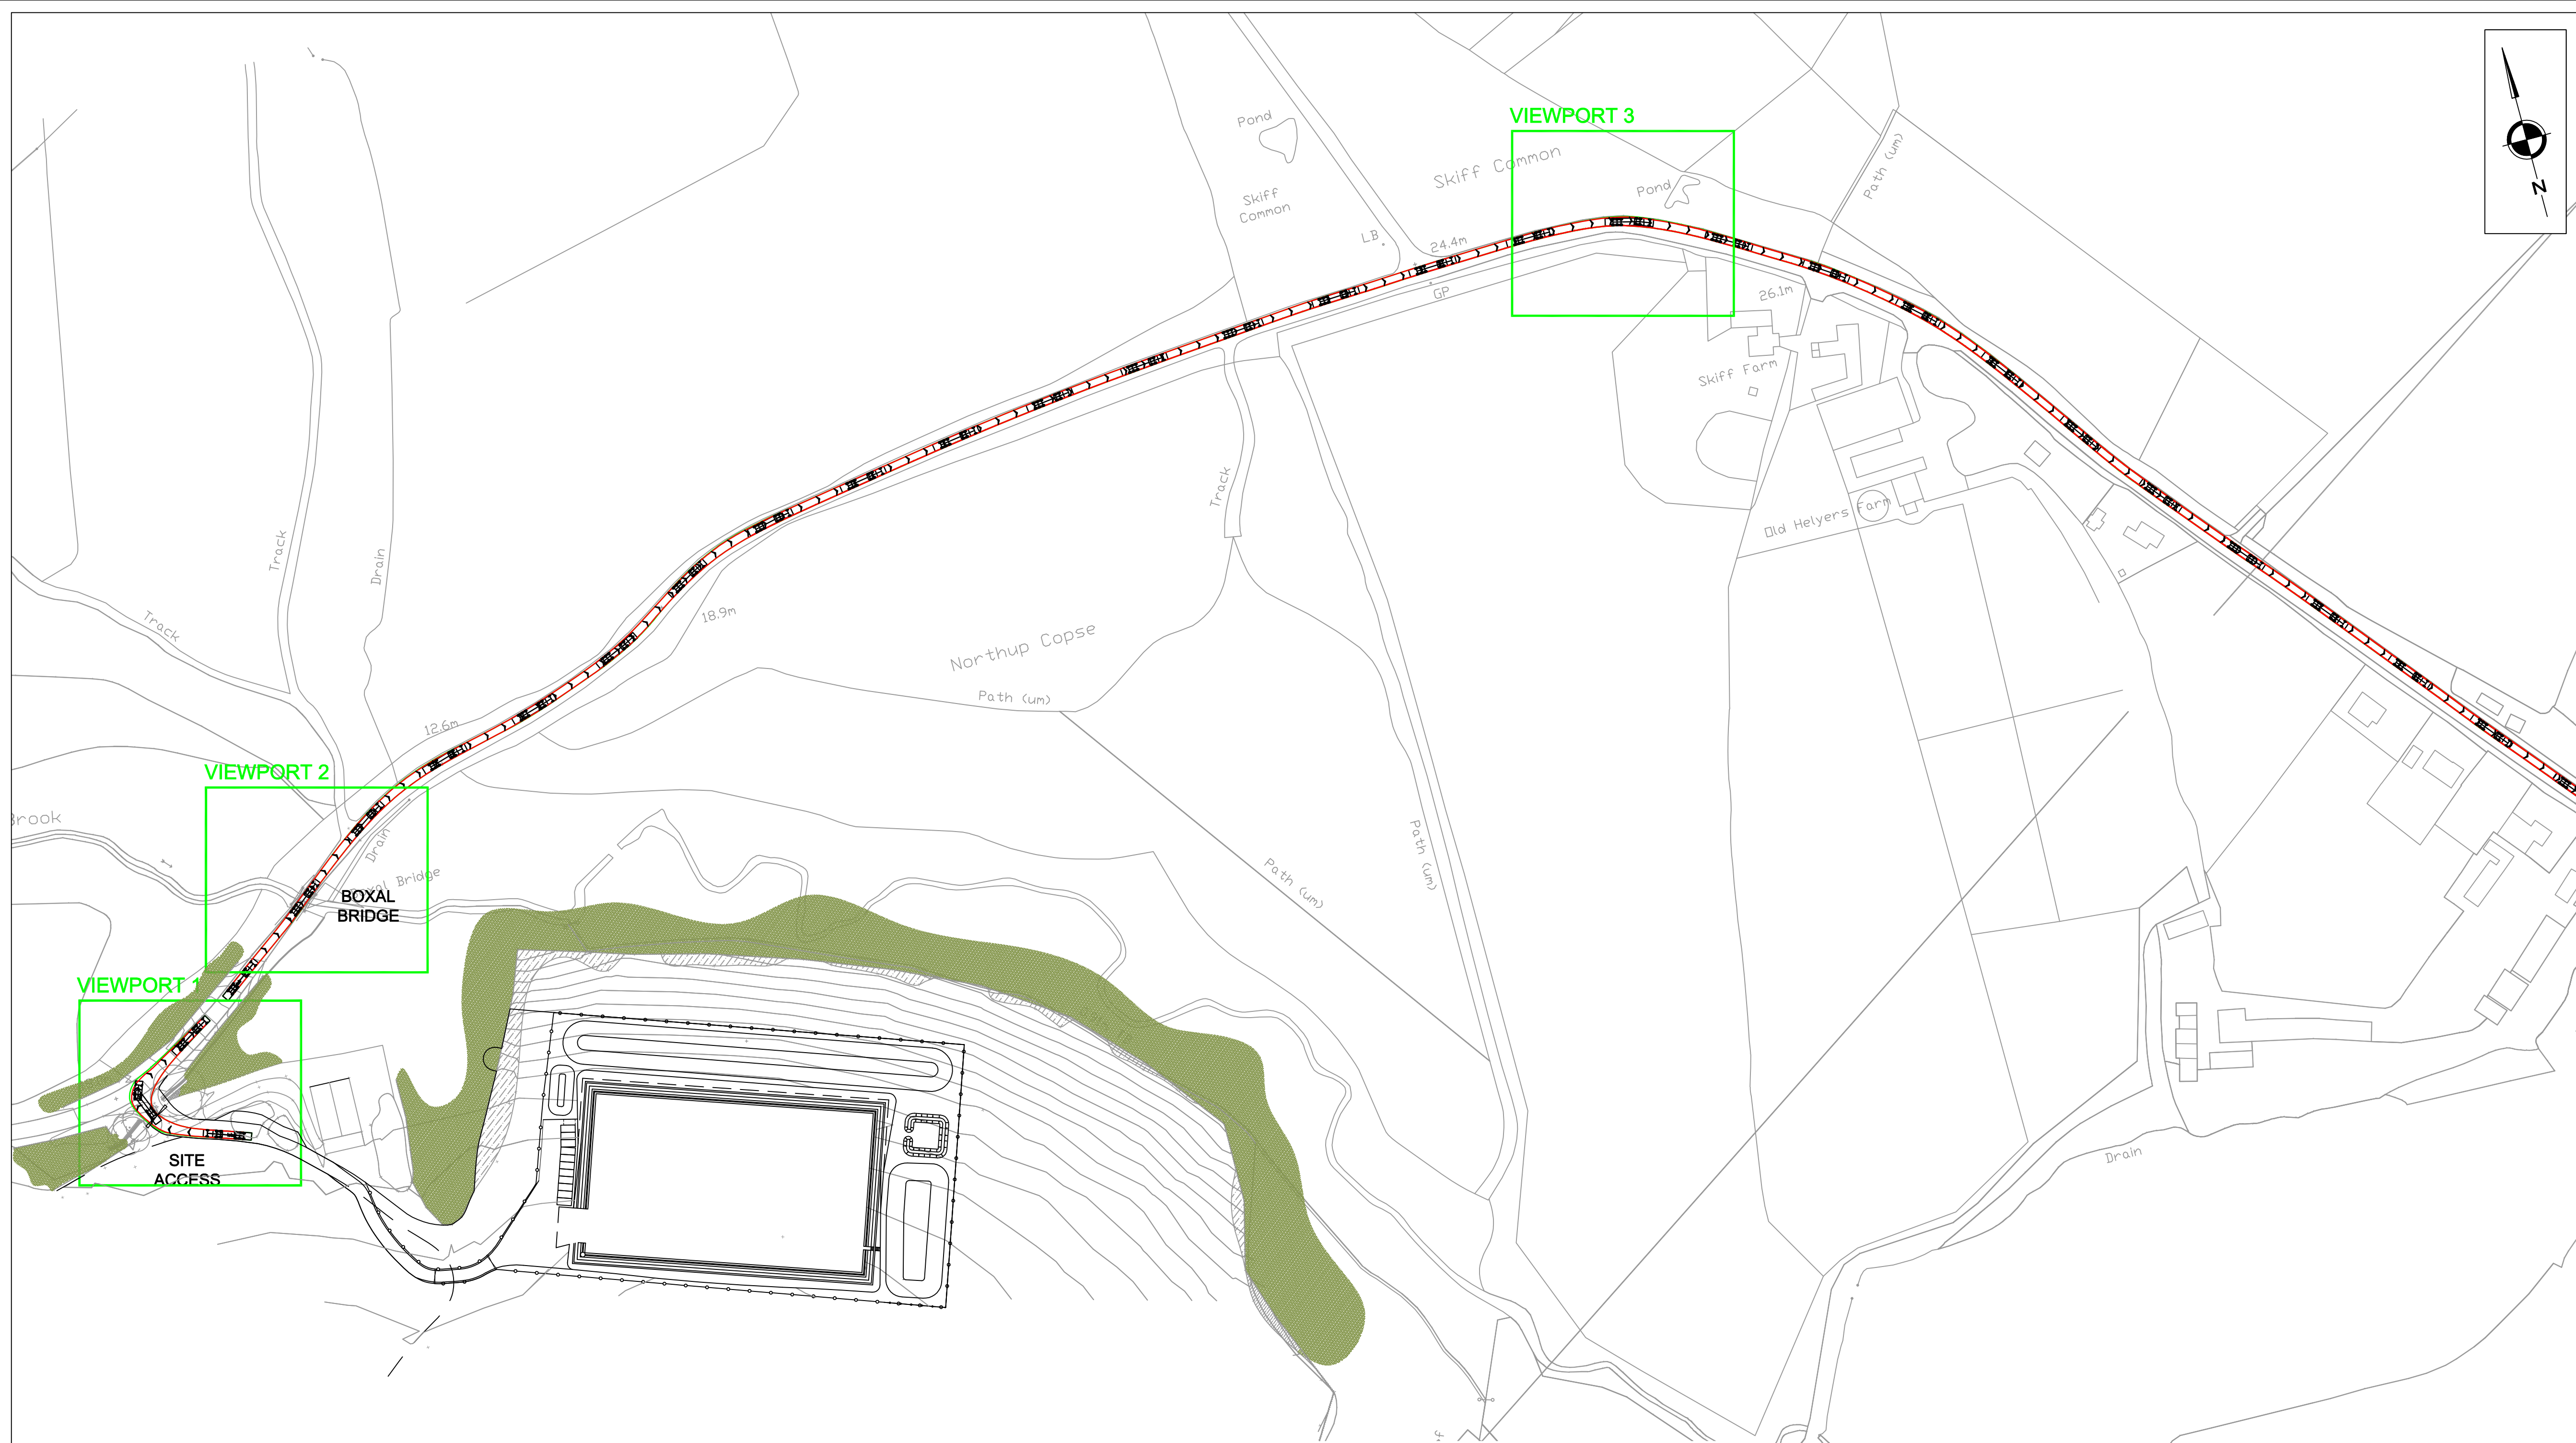 VIEWPORT 3
Pond
Skiff Common
Path (um)
Pond
N
Skiff
Common
LB
24.4m
GP
26.1m
Skiff Farm
Track
Old Helyers Farm
Track
Drain
Track
18.9m
Northup Copse
Path (um)
12.6m
VIEWPORT 2
Brook
Drain
Path (um)
Path (um)
Boxal Bridge
BOXAL
BRIDGE
VIEWPORT 1
SITE
ACCESS
Drain